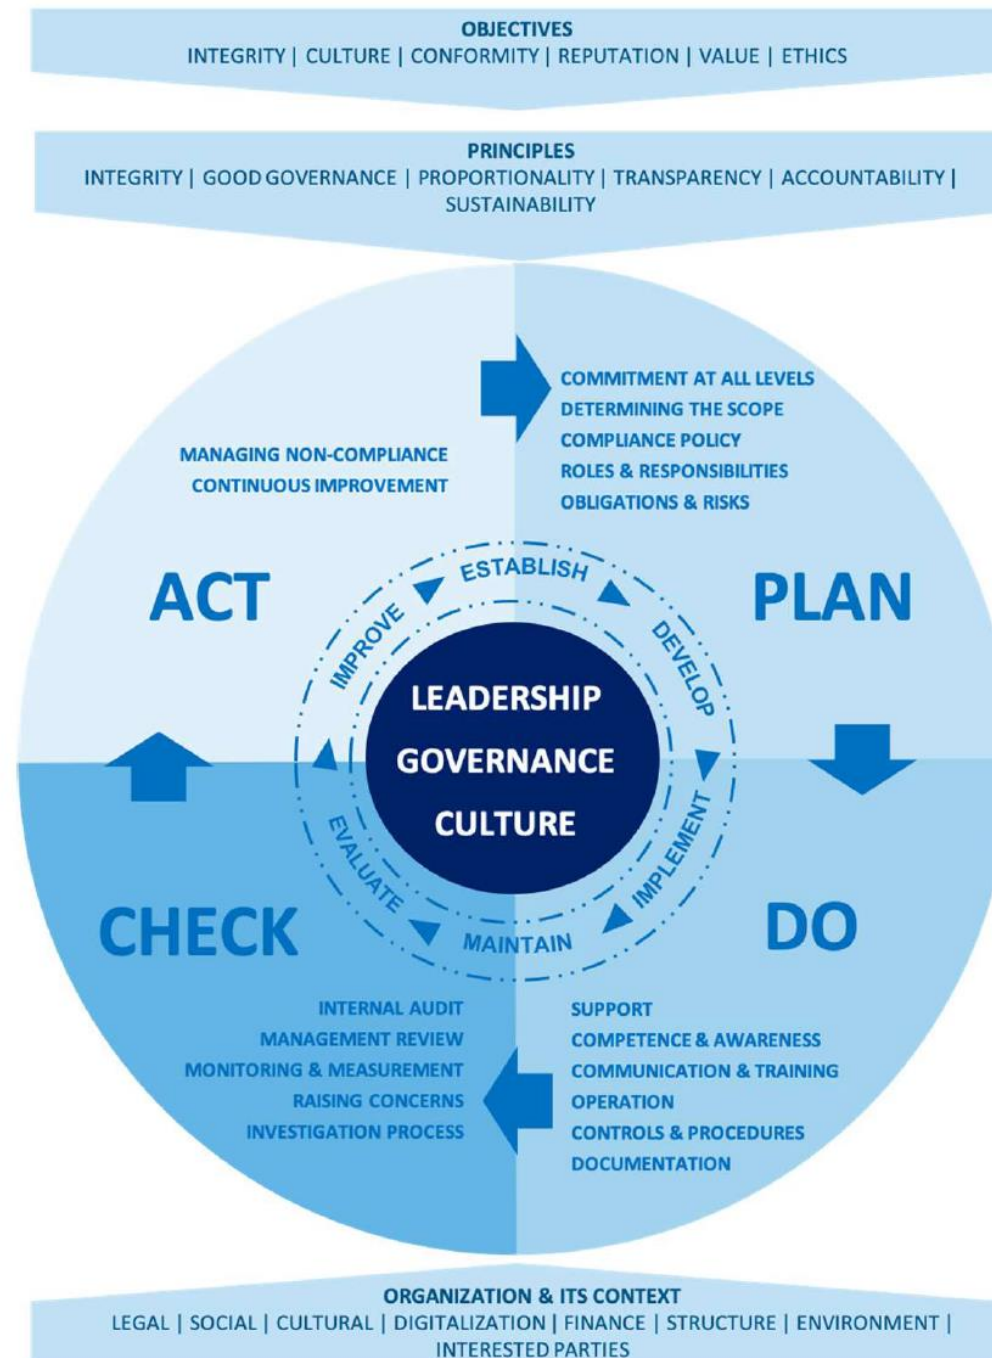 OBJECTIVES
INTEGRITY | CULTURE | CONFORMITY | REPUTATION | VALUE | ETHICS
PRINCIPLES
INTEGRITY | GOOD GOVERNANCE | PROPORTIONALITY | TRANSPARENCY | ACCOUNTABILITY |
SUSTAINABILITY
COMMITMENT AT ALL LEVELS
DETERMINING THE SCOPE
COMPLIANCE POLICY
ROLES & RESPONSIBILITIES
OBLIGATIONS & RISKS
MANAGING NON-COMPLIANCE
CONTINUOUS IMPROVEMENT
ACT
PLAN
ESTABLISH
DEVELOP
IMPLEMENT
MAINTAIN
EVALUATE
IMPROVE
LEADERSHIP
GOVERNANCE
CULTURE
CHECK
DO
INTERNAL AUDIT
MANAGEMENT REVIEW
MONITORING & MEASUREMENT
RAISING CONCERNS
INVESTIGATION PROCESS
SUPPORT
COMPETENCE & AWARENESS
COMMUNICATION & TRAINING
OPERATION
CONTROLS & PROCEDURES
DOCUMENTATION
ORGANIZATION & ITS CONTEXT
LEGAL | SOCIAL | CULTURAL | DIGITALIZATION | FINANCE | STRUCTURE | ENVIRONMENT |
INTERESTED PARTIES